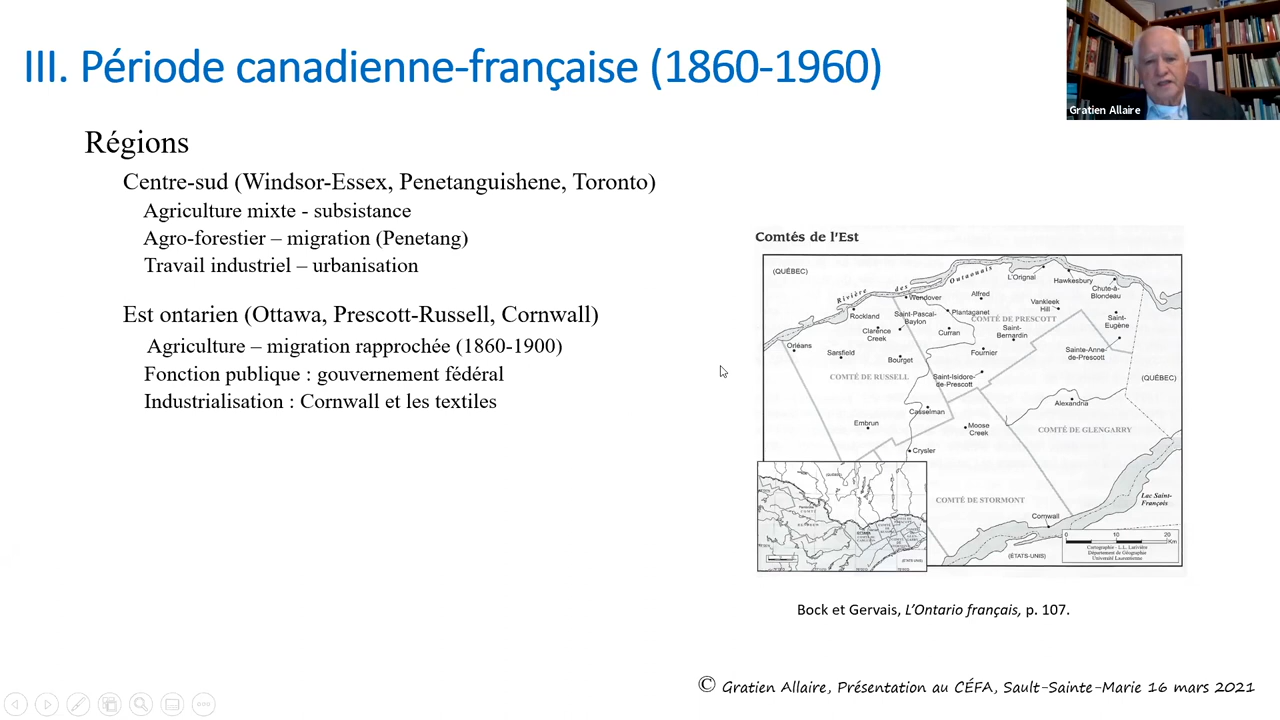 III. Période canadienne-française (1860-1960)
Gratien Allaire
Régions
Centre-sud (Windsor-Essex, Penetanguishene, Toronto)
Agriculture mixte - subsistance
Agro-forestier – migration (Penetang)
Travail industriel – urbanisation
Est ontarien (Ottawa, Prescott-Russell, Cornwall)
Agriculture – migration rapprochée (1860-1900)
Fonction publique : gouvernement fédéral
Industrialisation : Cornwall et les textiles
Comtés de l'Est
(QUÉBEC)
Rivière des Outaouais
L'Orignal
Hawkesbury
Chute-à-
Blondeau
Wendover
Alfred
Vankleek
Hill
Rockland
Saint-Pascal-
Baylon
Plantagenet
COMTÉ DE PRESCOTT
Saint-
Eugène
Clarence
Creek
Curran
Saint-
Bernardin
Orléans
Sarsfield
Bourget
Fournier
Sainte-Anne-
de-Prescott
COMTÉ DE RUSSELL
Saint-Isidore-
de-Prescott
(QUÉBEC)
Casselman
Alexandria
Embrun
Moose
Creek
COMTÉ DE GLENGARRY
Crysler
COMTÉ DE STORMONT
Lac Saint-
François
Cornwall
(ÉTATS-UNIS)
0 10 20
Km
Cartographie - L.L. Larivière
Département de Géographie
Université Laurentienne
Bock et Gervais, L'Ontario français, p. 107.
© Gratien Allaire, Présentation au CÉFA, Sault-Sainte-Marie 16 mars 2021